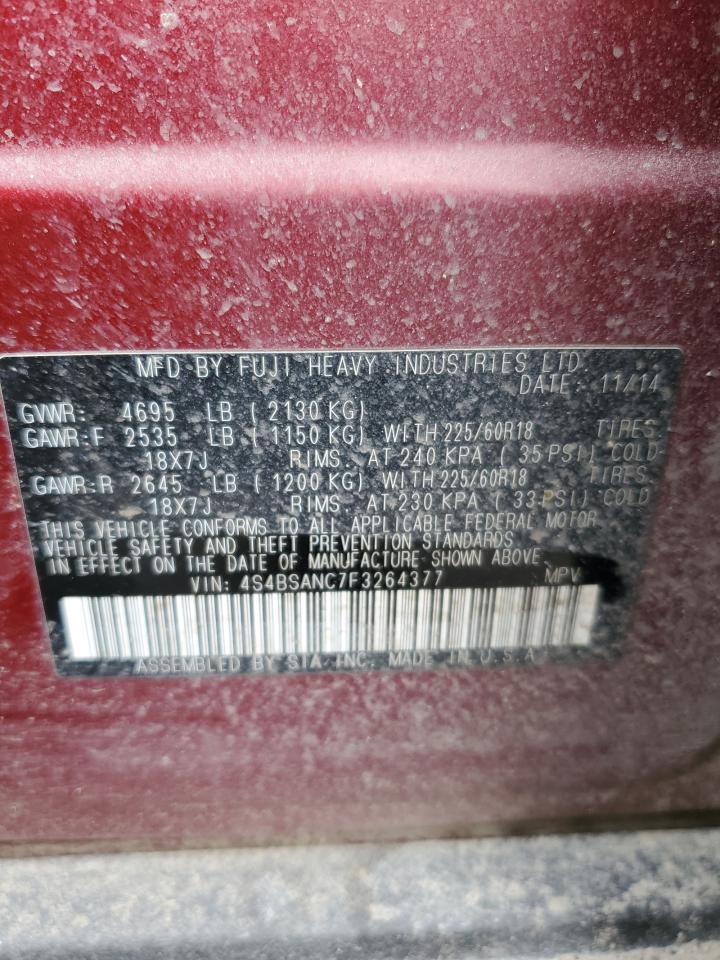 MFD BY FUJI HEAVY INDUSTRIES LTD.
DATE: 11/14
GVWR: 4695 LB ( 2130 KG)
GAWR:F 2535 LB ( 1150 KG) WITH 225/60R18 TIRES
18X7J RIMS AT 240 KPA ( 35 PSI) COLD
GAWR:R 2645 LB ( 1200 KG) WITH 225/60R18 TIRES
18X7J RIMS AT 230 KPA ( 33 PSI) COLD
THIS VEHICLE CONFORMS TO ALL APPLICABLE FEDERAL MOTOR
VEHICLE SAFETY AND THEFT PREVENTION STANDARDS
IN EFFECT ON THE DATE OF MANUFACTURE SHOWN ABOVE.
VIN: 4S4BSANC7F3264377 MPV
ASSEMBLED BY SIA, INC. MADE IN U.S.A.